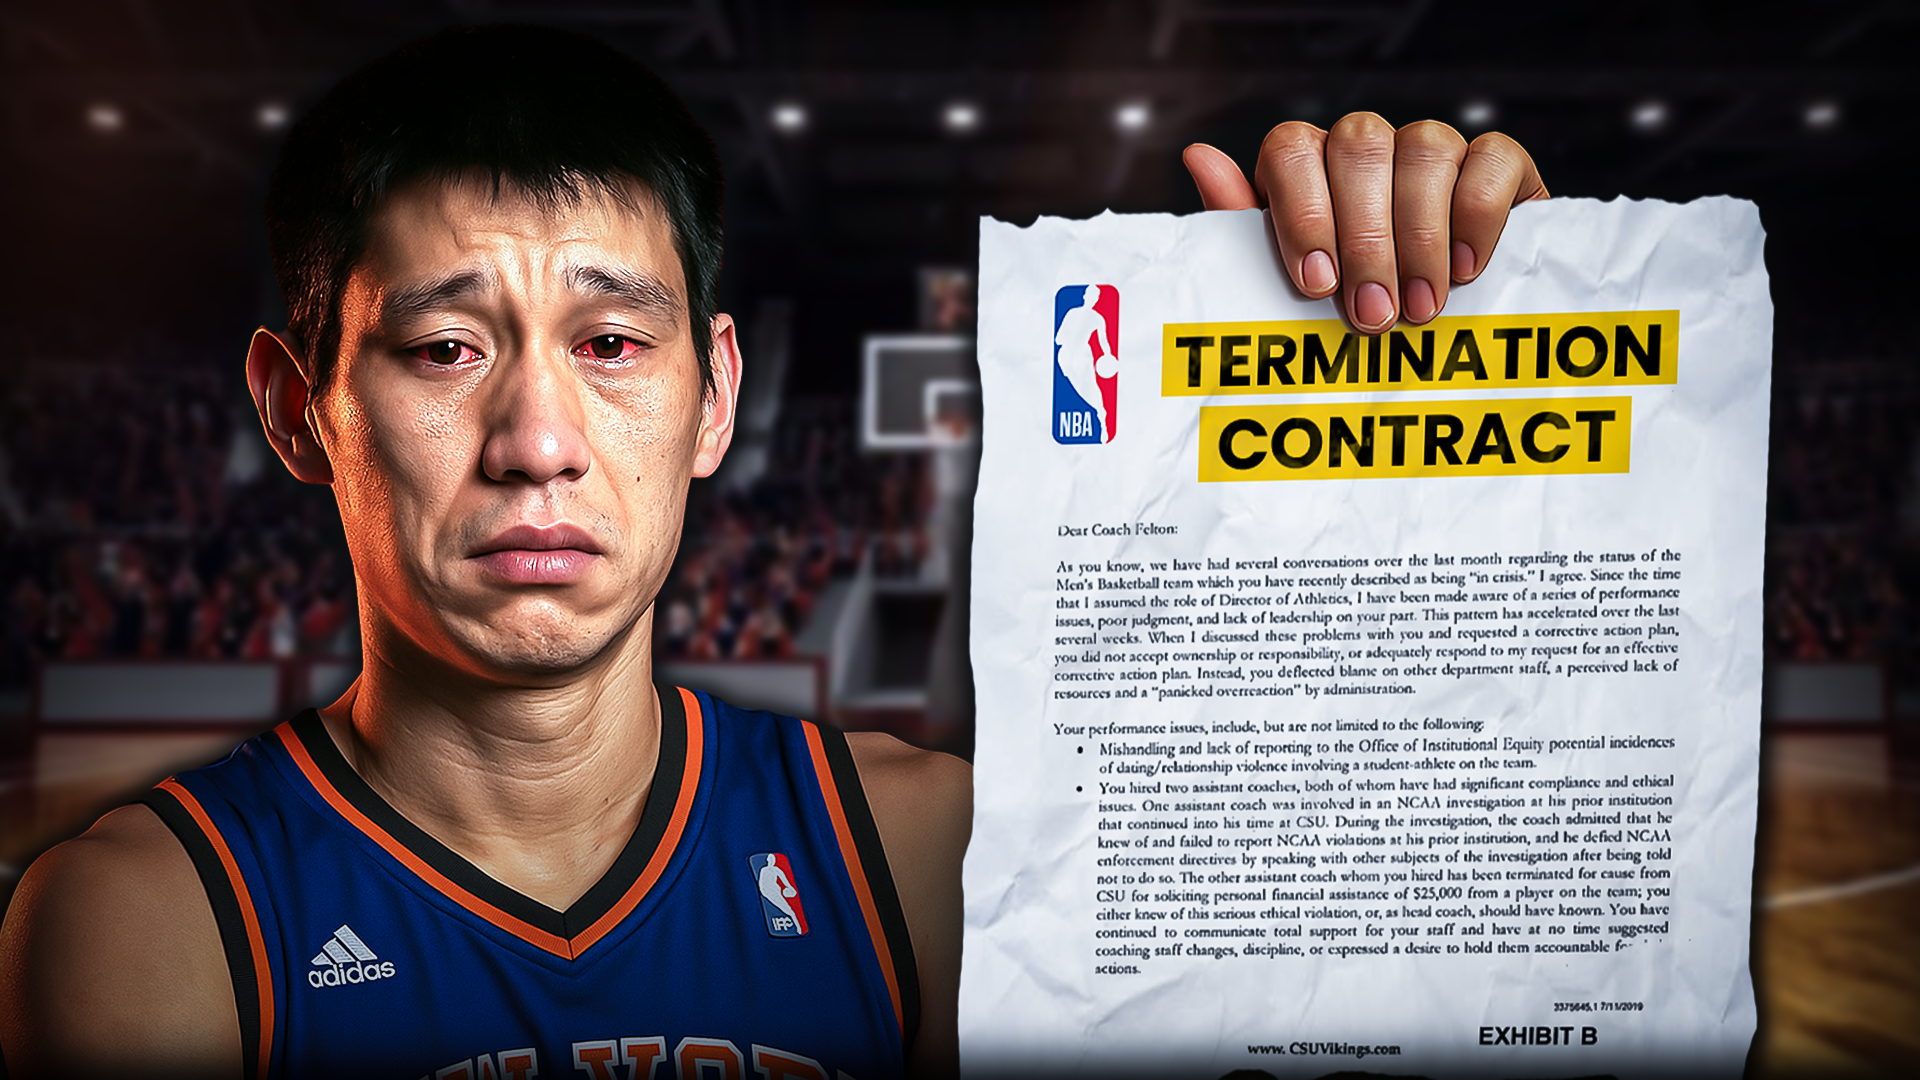 NBA
TERMINATION
CONTRACT
Dear Coach Felton:
As you know, we have had several conversations over the last month regarding the status of the
Men's Basketball team which you have recently described as being "in crisis." I agree. Since the time
that I assumed the role of Director of Athletics, I have been made aware of a series of performance
issues, poor judgment, and lack of leadership on your part. This pattern has accelerated over the last
several weeks. When I discussed these problems with you and requested a corrective action plan,
you did not accept ownership or responsibility, or adequately respond to my request for an effective
corrective action plan. Instead, you deflected blame on other department staff, a perceived lack of
resources and a "panicked overreaction" by administration.
Your performance issues, include, but are not limited to the following:
• Mishandling and lack of reporting to the Office of Institutional Equity potential incidences
of dating/relationship violence involving a student-athlete on the team.
• You hired two assistant coaches, both of whom have had significant compliance and ethical
issues. One assistant coach was involved in an NCAA investigation at his prior institution
that continued into his time at CSU. During the investigation, the coach admitted that he
knew of and failed to report NCAA violations at his prior institution, and he defied NCAA
enforcement directives by speaking with other subjects of the investigation after being told
not to do so. The other assistant coach whom you hired has been terminated for cause from
CSU for soliciting personal financial assistance of $25,000 from a player on the team; you
either knew of this serious ethical violation, or, as head coach, should have known. You have
continued to communicate total support for your staff and have at no time suggested
coaching staff changes, discipline, or expressed a desire to hold them accountable
actions.
3375645.1 7/11/2019
EXHIBIT B
www. CSUVikings.com
adidas